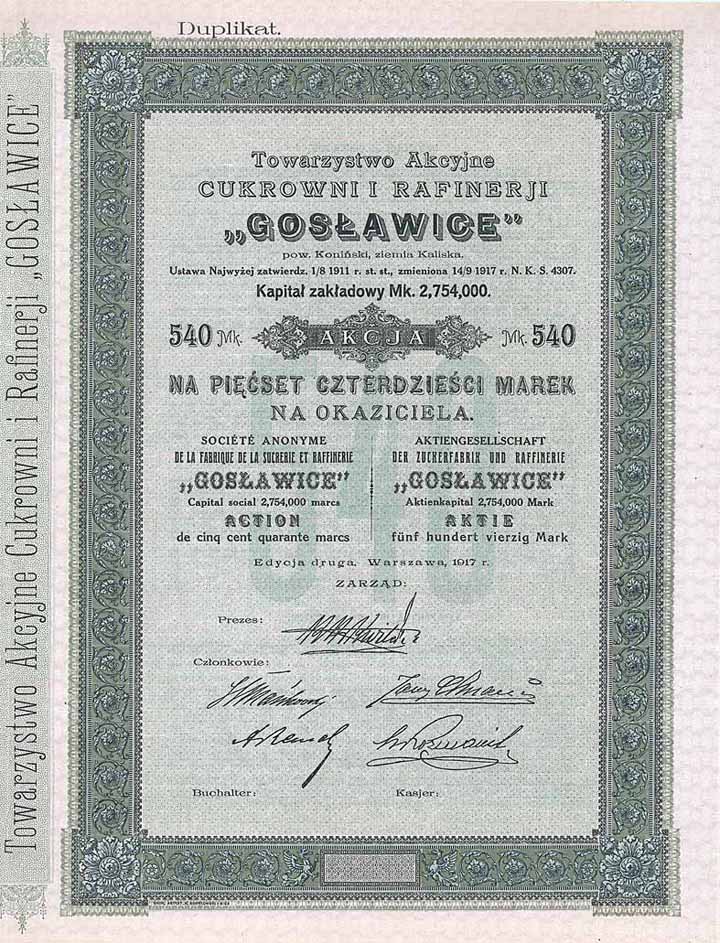 Duplikat.
Towarzystwo Akcyjne Cukrowni i Rafinerji „GOSŁAWICE”
Towarzystwo Akcyjne
CUKROWNI I RAFINERJI
„GOSŁAWICE”
pow. Koniński, ziemia Kaliska.
Ustawa Najwyżej zatwierdz. 1/8 1911 r. st. st., zmieniona 14/9 1917 r. N. K. S. 4307.
Kapitał zakładowy Mk. 2,754,000.
540 Mk. AKCJA Mk. 540
NA PIĘĆSET CZTERDZIEŚCI MAREK
NA OKAZICIELA.
SOCIÉTÉ ANONYME
DE LA FABRIQUE DE LA SUCRERIE ET RAFFINERIE
„GOSŁAWICE”
Capital social 2,754,000 marcs
ACTION
de cinq cent quarante marcs
AKTIENGESELLSCHAFT
DER ZUCKERFABRIK UND RAFFINERIE
„GOSŁAWICE”
Aktienkapital 2,754,000 Mark
AKTIE
fünf hundert vierzig Mark
540
Edycja druga. Warszawa, 1917 r.
ZARZĄD:
Prezes:
Członkowie:
Buchalter: Kasjer: